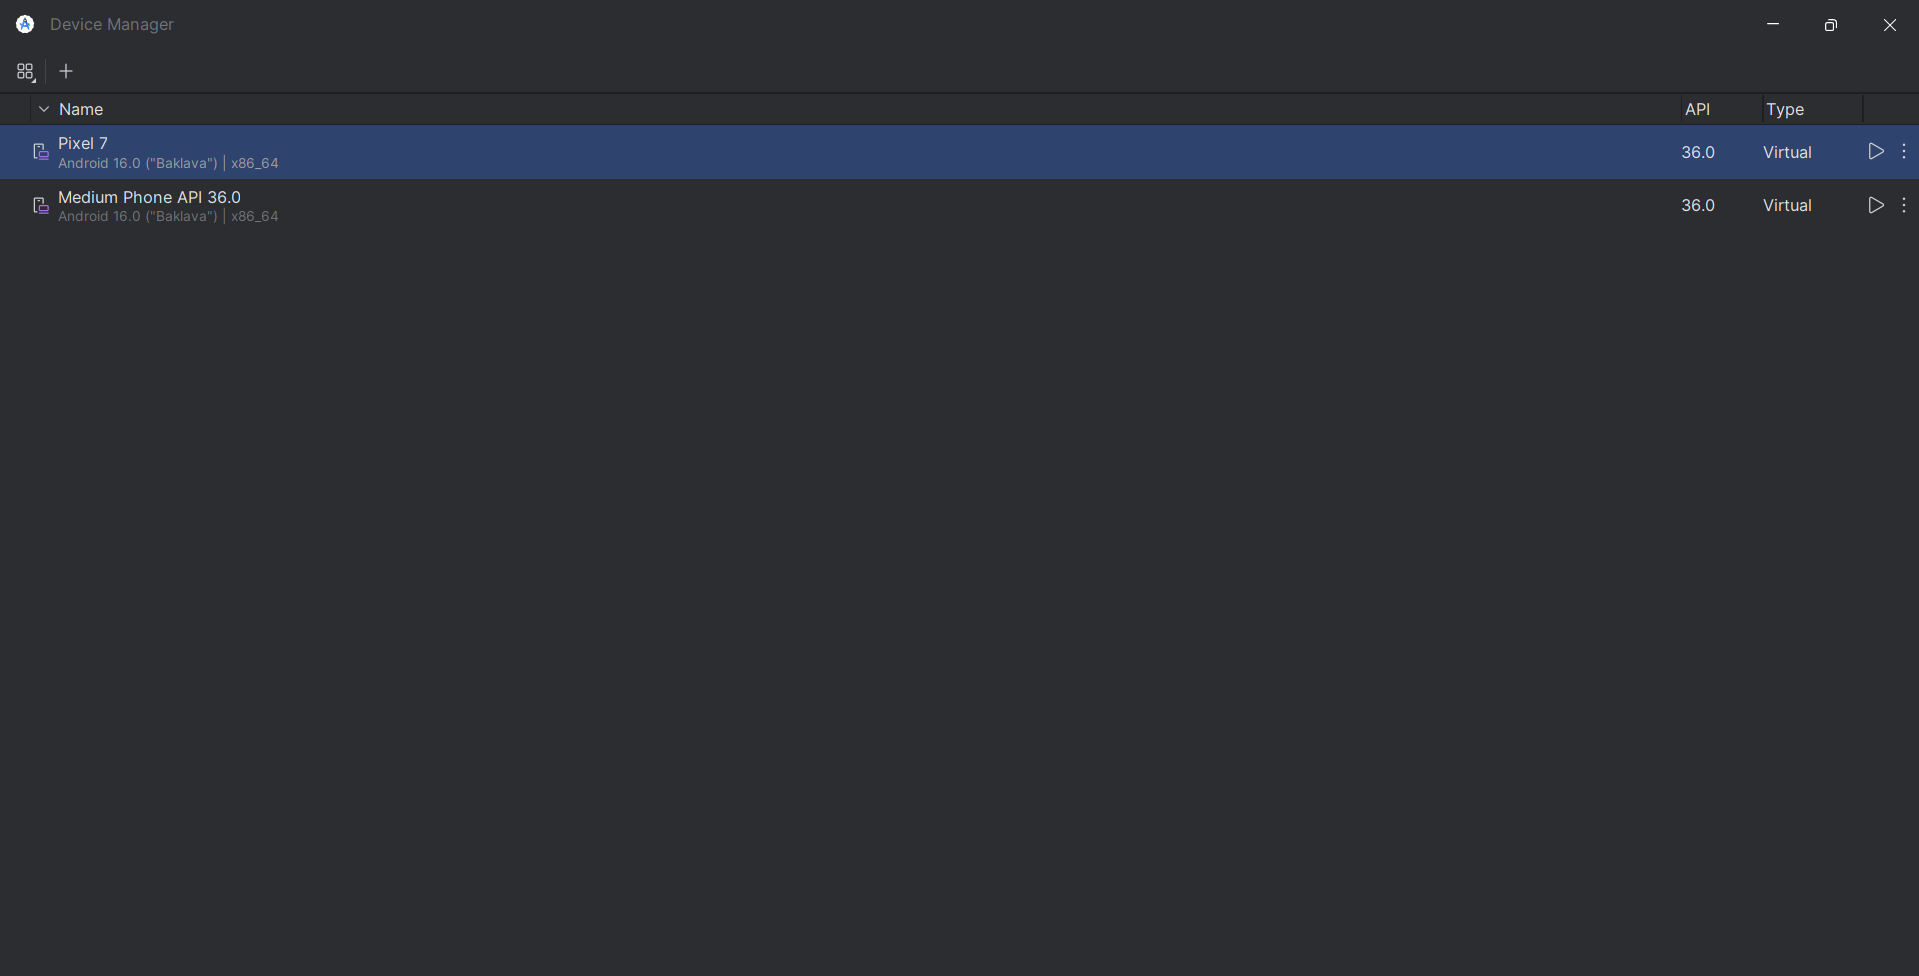 Device Manager
Name API Type
Pixel 7
Android 16.0 ("Baklava") | x86_64
36.0 Virtual
Medium Phone API 36.0
Android 16.0 ("Baklava") | x86_64
36.0 Virtual